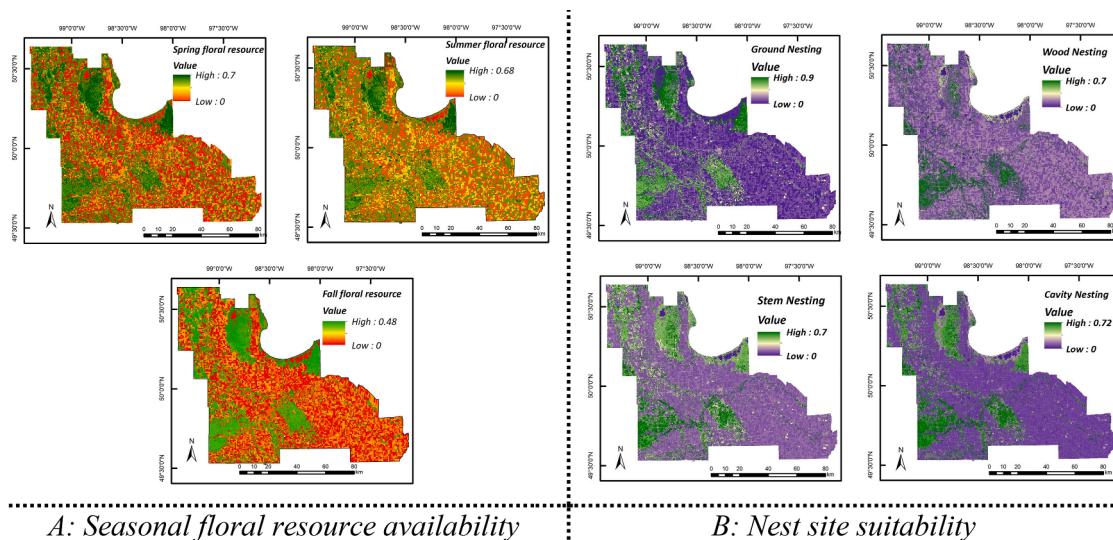 99°0'0"W 98°30'0"W 98°0'0"W 97°30'0"W
Spring floral resource
Value
High : 0.7
Low : 0
50°30'0"N
50°0'0"N
49°30'0"N
N
0 10 20 40 60 80
km
99°0'0"W 98°30'0"W 98°0'0"W 97°30'0"W
Summer floral resource
Value
High : 0.68
Low : 0
N
0 10 20 40 60 80
km
99°0'0"W 98°30'0"W 98°0'0"W 97°30'0"W
Fall floral resource
Value
High : 0.48
Low : 0
50°30'0"N
50°0'0"N
49°30'0"N
N
0 10 20 40 60 80
km
A: Seasonal floral resource availability
99°0'0"W 98°30'0"W 98°0'0"W 97°30'0"W
Ground Nesting
Value
High : 0.9
Low : 0
50°30'0"N
50°0'0"N
49°30'0"N
N
0 10 20 40 60 80
km
99°0'0"W 98°30'0"W 98°0'0"W 97°30'0"W
Wood Nesting
Value
High : 0.7
Low : 0
50°30'0"N
50°0'0"N
49°30'0"N
N
0 10 20 40 60 80
km
99°0'0"W 98°30'0"W 98°0'0"W 97°30'0"W
Stem Nesting
Value
High : 0.7
Low : 0
50°30'0"N
50°0'0"N
49°30'0"N
N
0 10 20 40 60 80
km
99°0'0"W 98°30'0"W 98°0'0"W 97°30'0"W
Cavity Nesting
Value
High : 0.72
Low : 0
50°30'0"N
50°0'0"N
49°30'0"N
N
0 10 20 40 60 80
km
B: Nest site suitability